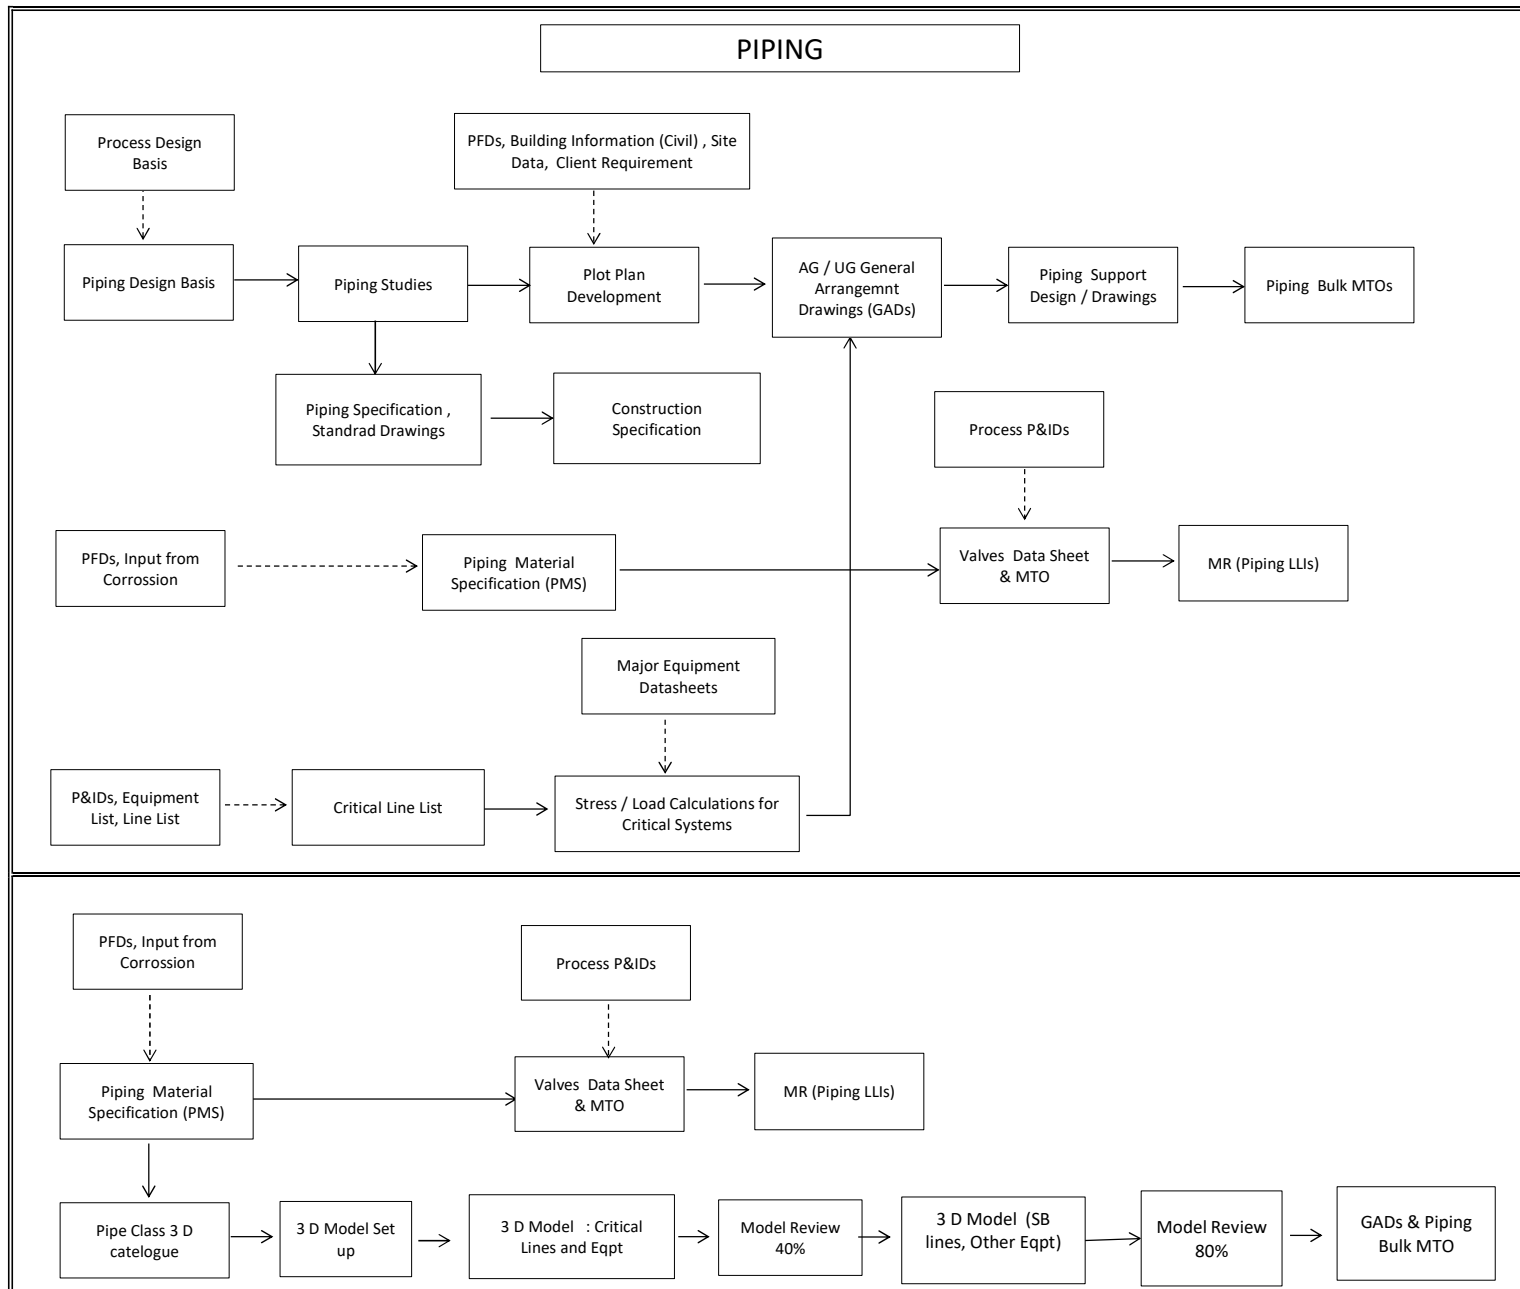 PIPING
Process Design
Basis
PFDs, Building Information (Civil) , Site
Data, Client Requirement
Piping Design Basis
Piping Studies
Plot Plan
Development
AG / UG General
Arrangemnt
Drawings (GADs)
Piping Support
Design / Drawings
Piping Bulk MTOs
Piping Specification ,
Standrad Drawings
Construction
Specification
Process P&IDs
PFDs, Input from
Corrossion
Piping Material
Specification (PMS)
Valves Data Sheet
& MTO
MR (Piping LLIs)
Major Equipment
Datasheets
P&IDs, Equipment
List, Line List
Critical Line List
Stress / Load Calculations for
Critical Systems
PFDs, Input from
Corrossion
Process P&IDs
Piping Material
Specification (PMS)
Valves Data Sheet
& MTO
MR (Piping LLIs)
Pipe Class 3 D
catelogue
3 D Model Set
up
3 D Model : Critical
Lines and Eqpt
Model Review
40%
3 D Model (SB
lines, Other Eqpt)
Model Review
80%
GADs & Piping
Bulk MTO